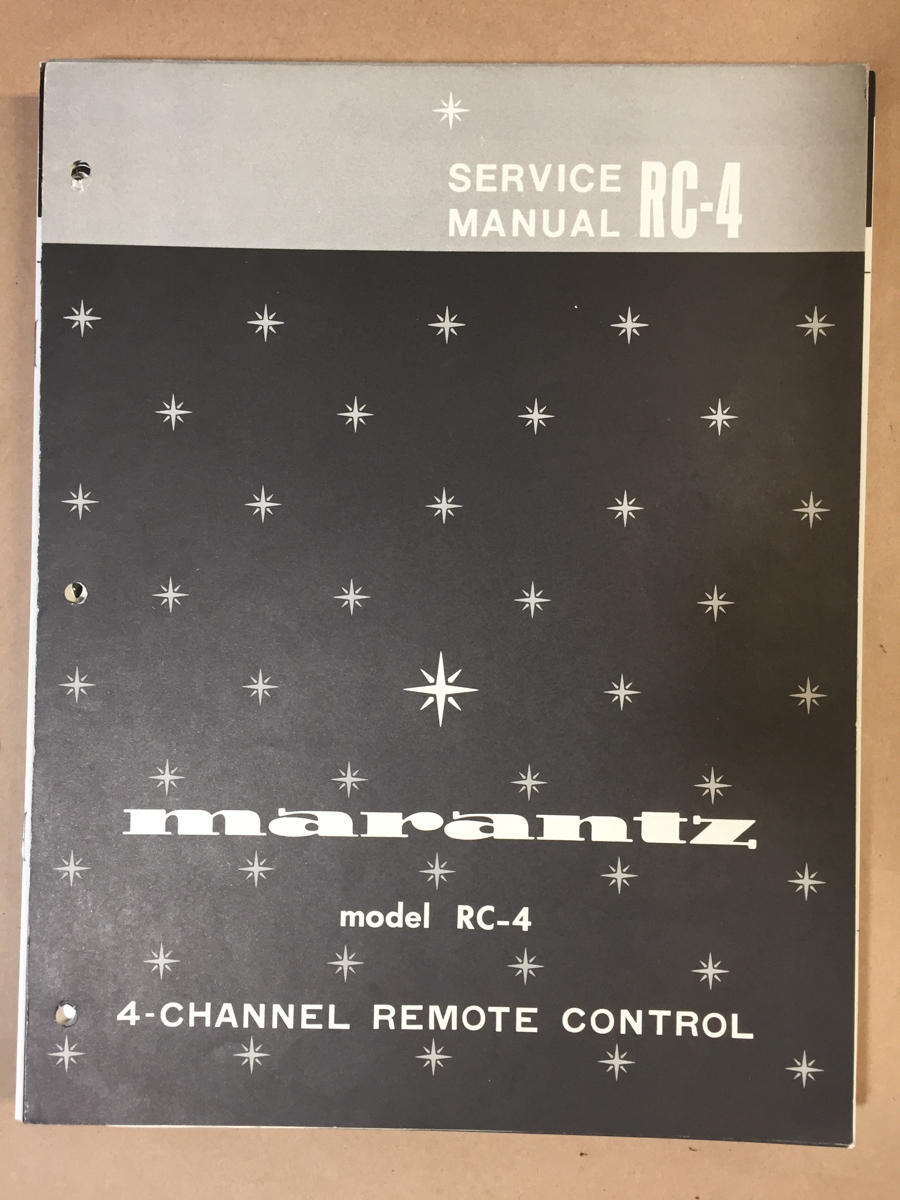 SERVICE
MANUAL RC-4
marantz
model RC-4
4-CHANNEL REMOTE CONTROL